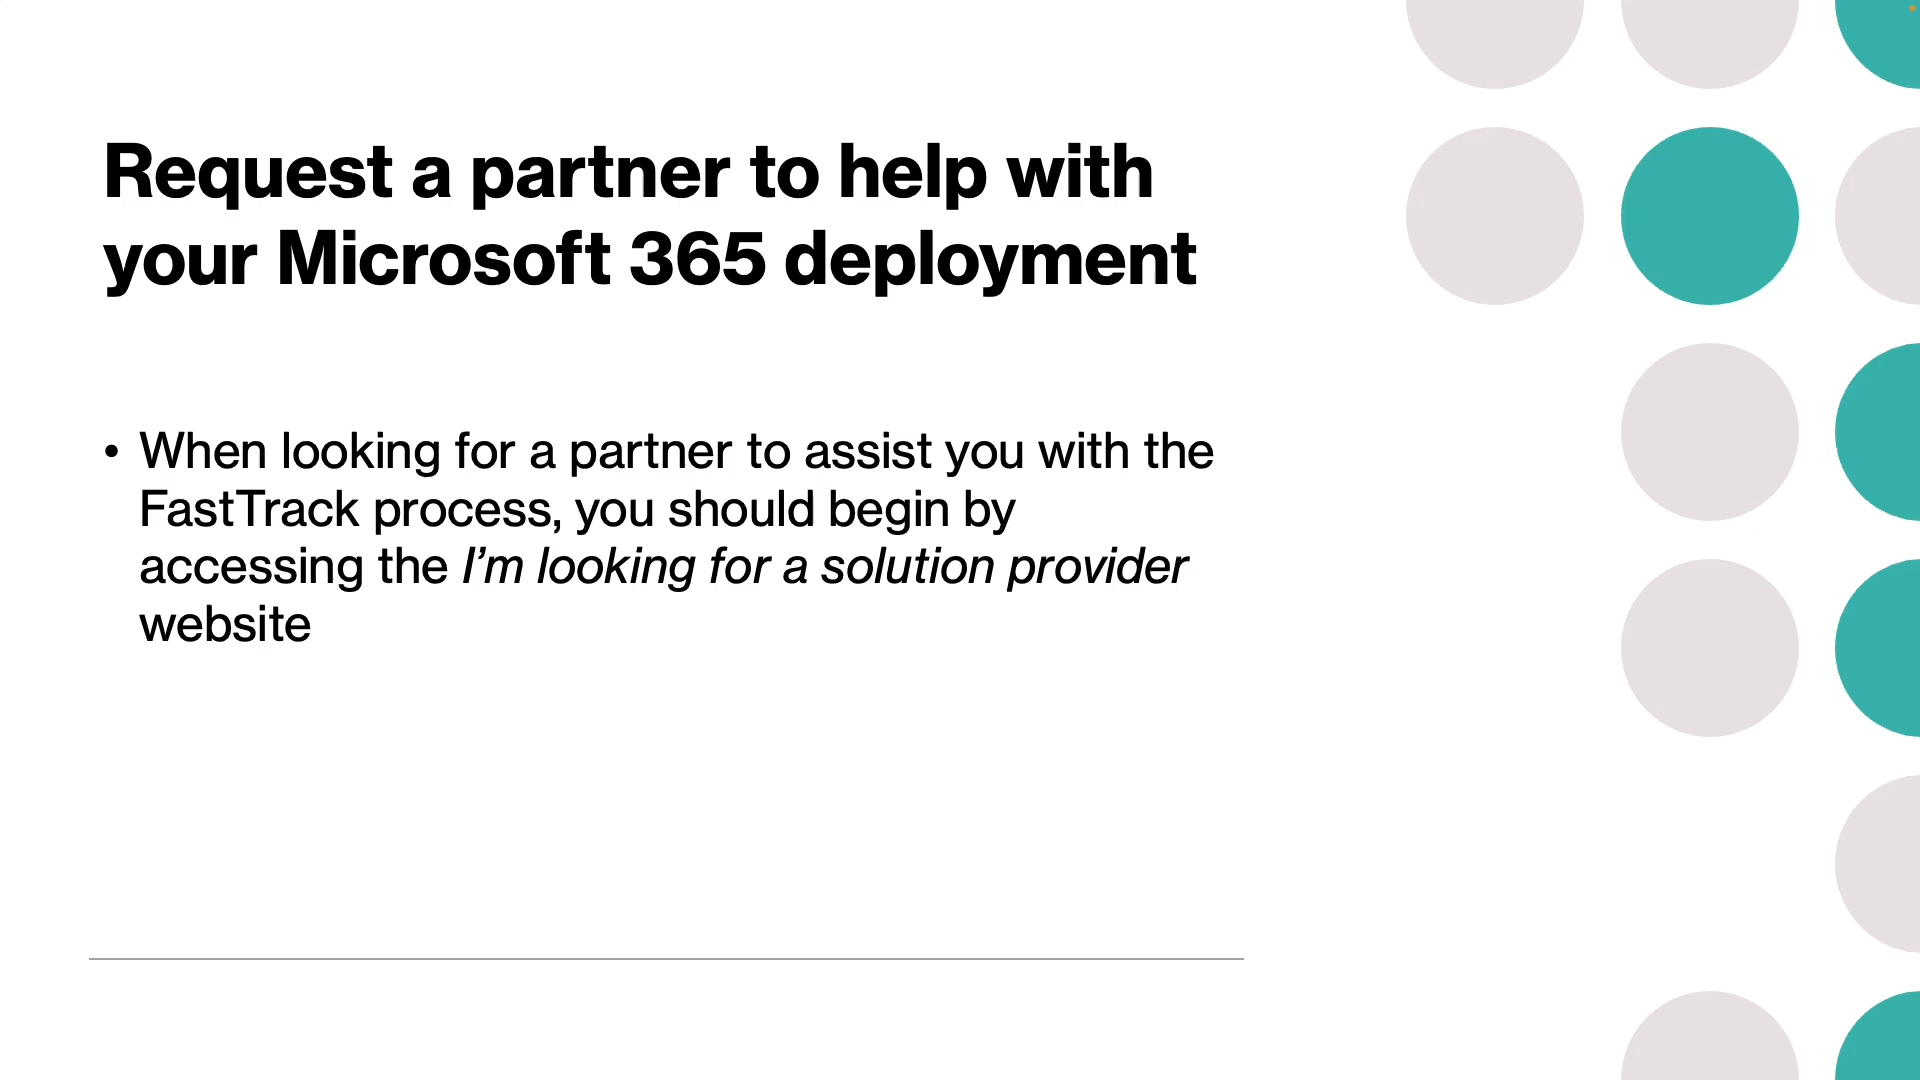 Request a partner to help with
your Microsoft 365 deployment
• When looking for a partner to assist you with the
FastTrack process, you should begin by
accessing the I’m looking for a solution provider
website